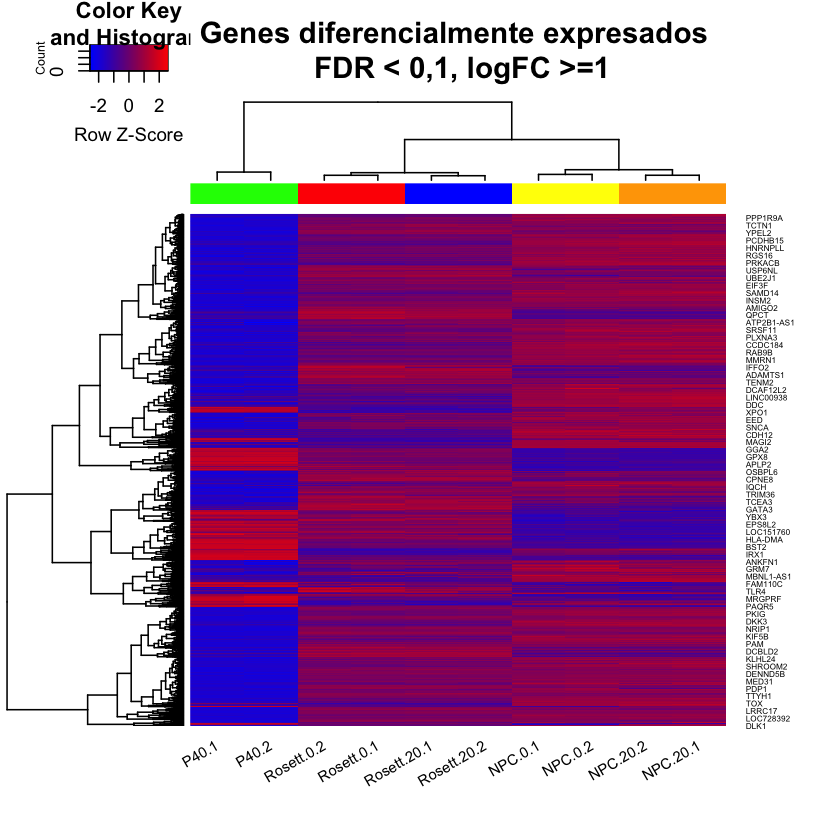 Color Key
and Histogran
Count
0
-2 0 2
Row Z-Score
Genes diferencialmente expresados
FDR < 0,1, logFC >=1
PPP1R9A
TCTN1
YPEL2
PCDHB15
HNRNPLL
RGS16
PRKACB
USP6NL
UBE2J1
EIF3F
SAMD14
INSM2
AMIGO2
QPCT
ATP2B1-AS1
SRSF11
PLXNA3
CCDC184
RAB9B
MMRN1
IFFO2
ADAMTS1
TENM2
DCAF12L2
LINC00938
DDC
XPO1
EED
SNCA
CDH12
MAGI2
GGA2
GPX8
APLP2
OSBPL6
CPNE8
IQCH
TRIM36
TCEA3
GATA3
YBX3
EPS8L2
LOC151760
HLA-DMA
BST2
IRX1
ANKFN1
GRM7
MBNL1-AS1
FAM110C
TLR4
MRGPRF
PAQR5
PKIG
DKK3
NRIP1
KIF5B
PAM
DCBLD2
KLHL24
SHROOM2
DENND5B
MED31
PDP1
TTYH1
TOX
LRRC17
LOC728392
DLK1
P40.1
P40.2
Rosett.0.2
Rosett.0.1
Rosett.20.1
Rosett.20.2
NPC.0.1
NPC.0.2
NPC.20.2
NPC.20.1